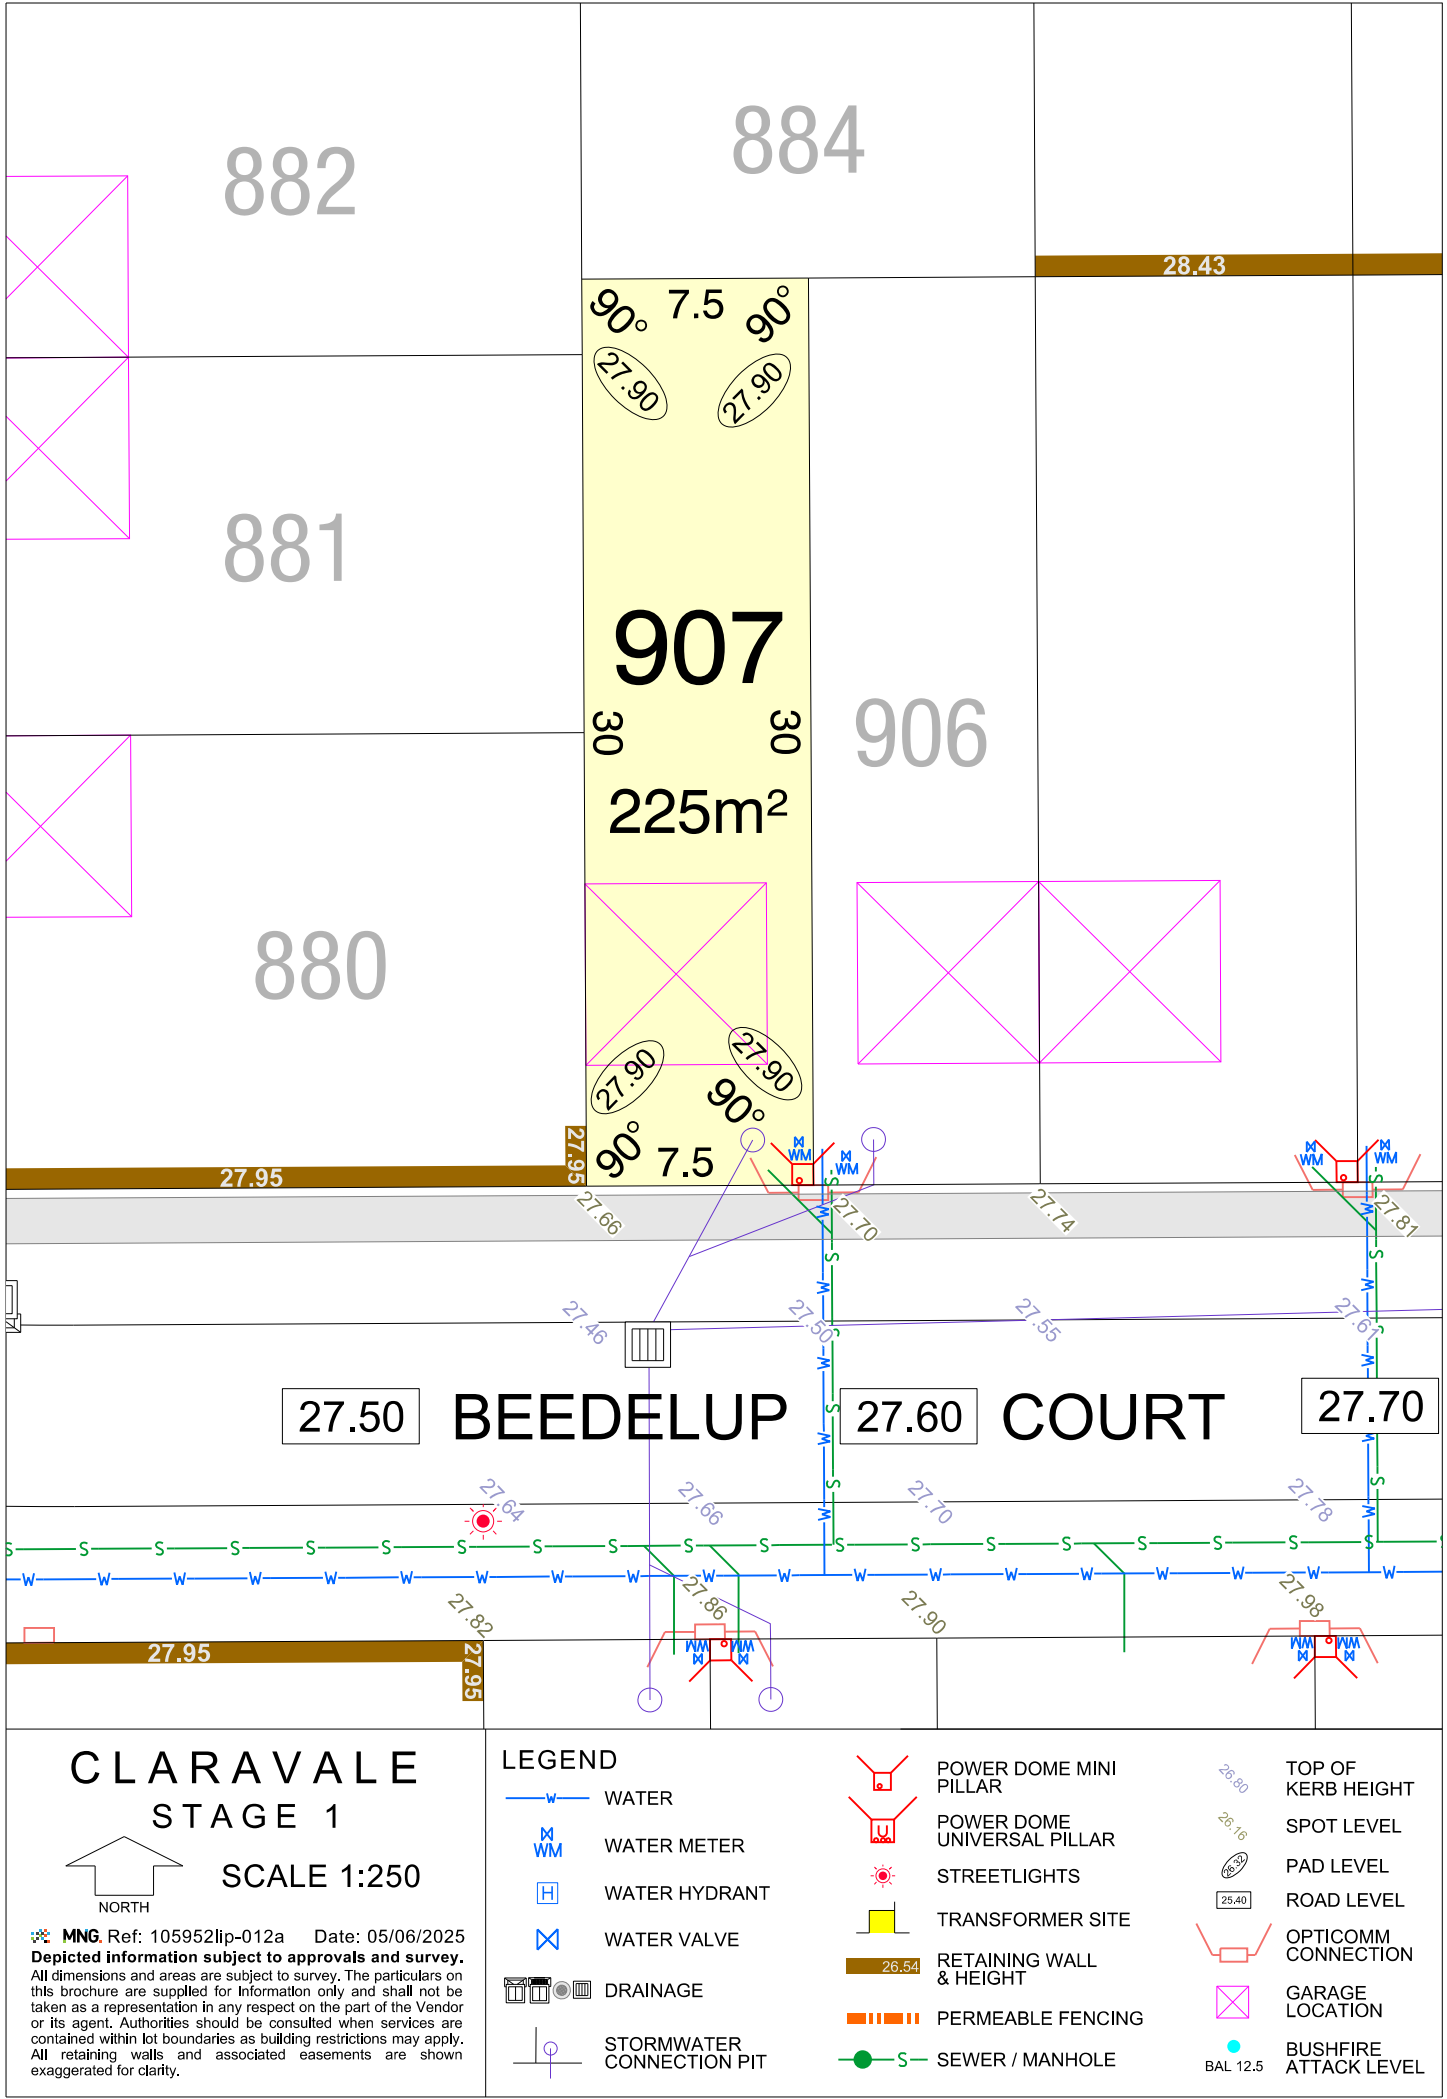 882
884
28.43
90° 7.5 90°
27.90 27.90
881
907
30 30
906
225m²
880
27.90 27.90
90° 90°
7.5
27.95 27.95
WM WM WM WM
27.66 27.70 27.74 27.81
S S
W W
27.46 27.50 27.55 27.61
27.50 BEEDELUP 27.60 COURT 27.70
27.64 27.66 27.70 27.78
S S S S S S S S S S S S S S S S S S S
W W W W W W W W W W W W W W W W W W W
27.82 27.86 27.90 27.98
27.95 27.95
WM WM WM WM
CLARAVALE
STAGE 1
SCALE 1:250
NORTH
MNG Ref: 105952lip-012a Date: 05/06/2025
Depicted information subject to approvals and survey.
All dimensions and areas are subject to survey. The particulars on
this brochure are supplied for information only and shall not be
taken as a representation in any respect on the part of the Vendor
or its agent. Authorities should be consulted when services are
contained within lot boundaries as building restrictions may apply.
All retaining walls and associated easements are shown
exaggerated for clarity.
LEGEND
W WATER
WM WATER METER
H WATER HYDRANT
WATER VALVE
DRAINAGE
STORMWATER
CONNECTION PIT
POWER DOME MINI
PILLAR
POWER DOME
UNIVERSAL PILLAR
U
STREETLIGHTS
TRANSFORMER SITE
26.54 RETAINING WALL
& HEIGHT
PERMEABLE FENCING
S SEWER / MANHOLE
26.80 TOP OF
KERB HEIGHT
26.16 SPOT LEVEL
26.32 PAD LEVEL
25.40 ROAD LEVEL
OPTICOMM
CONNECTION
GARAGE
LOCATION
BAL 12.5 BUSHFIRE
ATTACK LEVEL